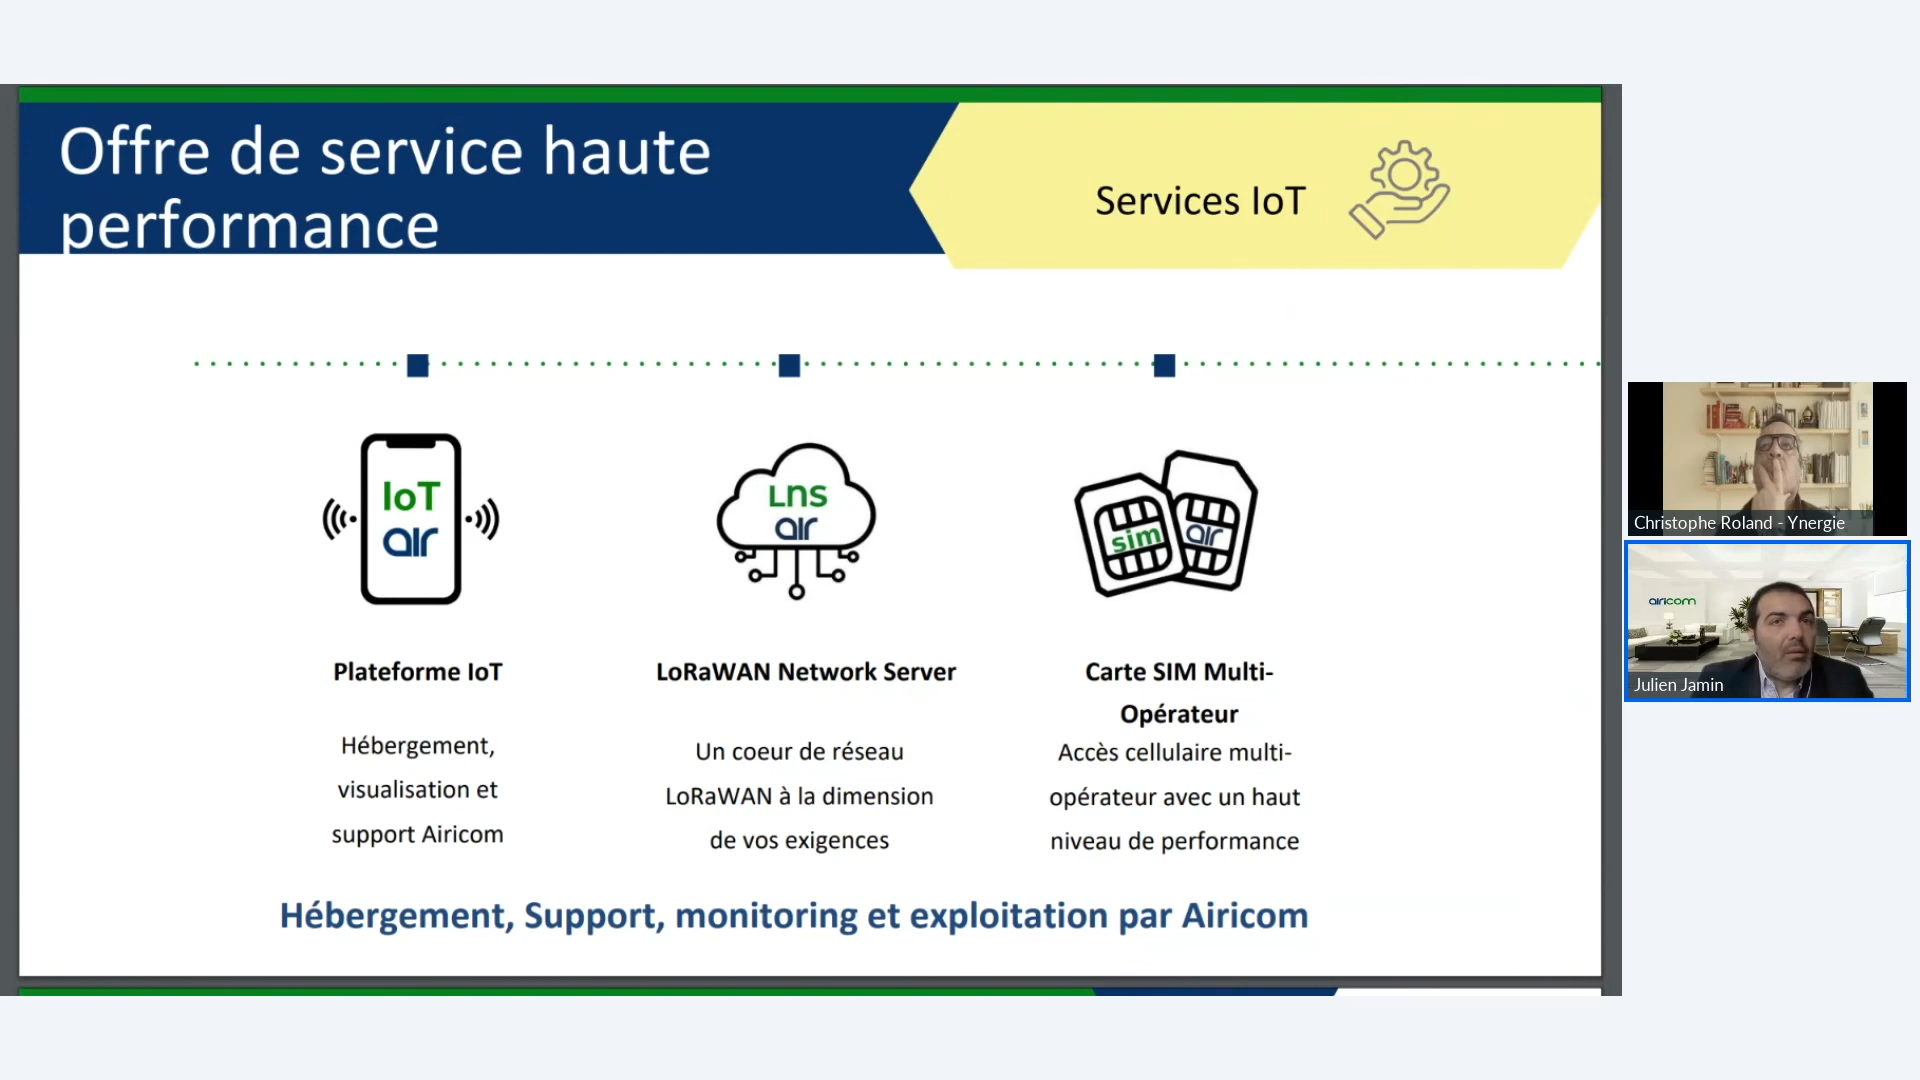 Offre de service haute
performance
Services IoT
IoT
air
Lns
air
sim
air
Plateforme IoT
Hébergement,
visualisation et
support Airicom
LoRaWAN Network Server
Un coeur de réseau
LoRaWAN à la dimension
de vos exigences
Carte SIM Multi-
Opérateur
Accès cellulaire multi-
opérateur avec un haut
niveau de performance
Hébergement, Support, monitoring et exploitation par Airicom
Christophe Roland - Ynergie
airicom
Julien Jamin